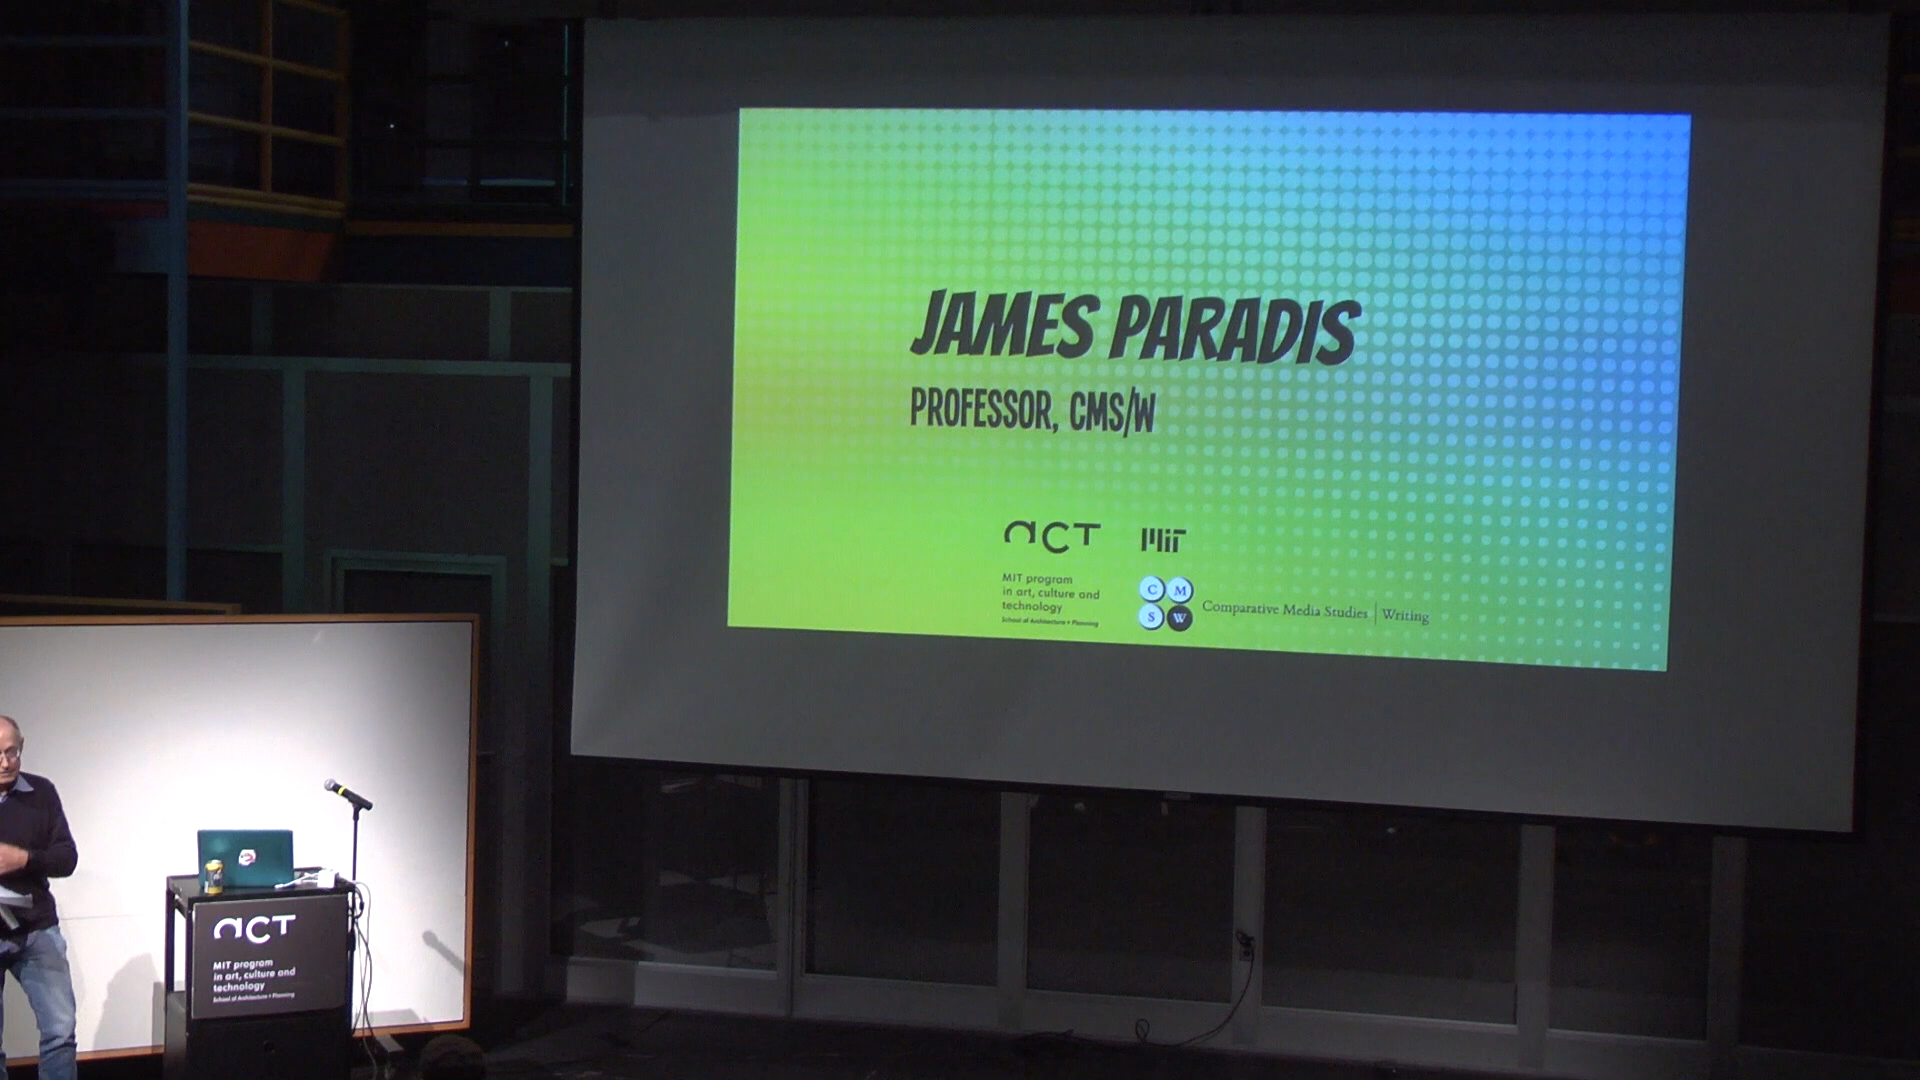 JAMES PARADIS
PROFESSOR, CMS/W
act
MIT
MIT program
in art, culture and
technology
School of Architecture + Planning
C M
S W
Comparative Media Studies | Writing
act
MIT program
in art, culture and
technology
School of Architecture + Planning